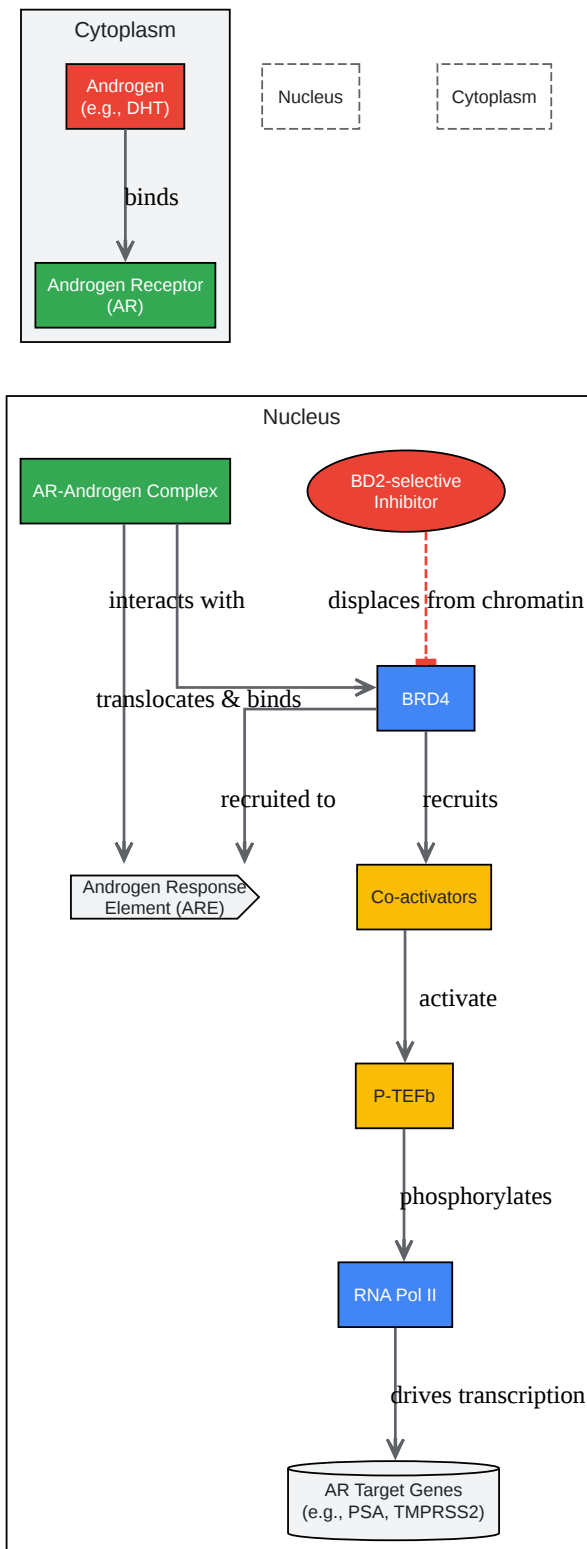 Cytoplasm
Androgen
(e.g., DHT)
Nucleus
Cytoplasm
binds
Androgen Receptor
(AR)
Nucleus
AR-Androgen Complex
BD2-selective
Inhibitor
interacts with
displaces from chromatin
translocates & binds
BRD4
recruited to
recruits
Androgen Response
Element (ARE)
Co-activators
activate
P-TEFb
phosphorylates
RNA Pol II
drives transcription
AR Target Genes
(e.g., PSA, TMPRSS2)